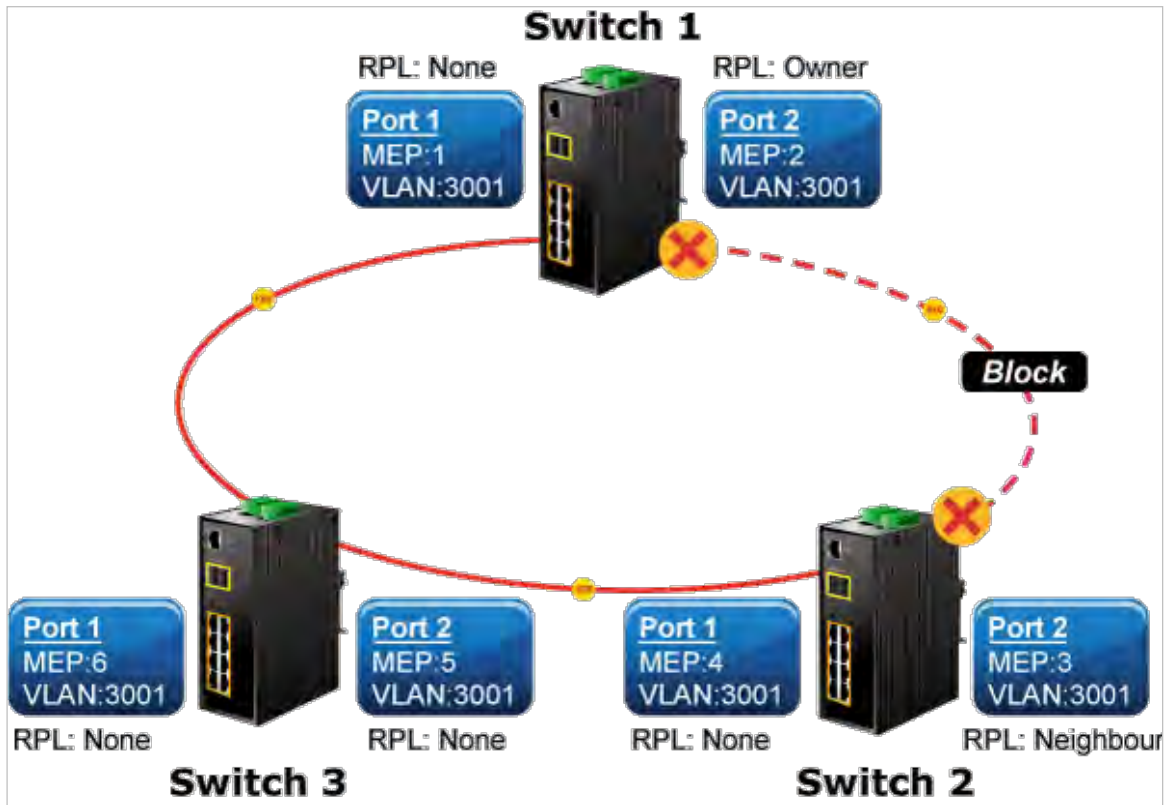 Switch 1
RPL: None
RPL: Owner
Port 1
MEP:1
VLAN:3001
Port 2
MEP:2
VLAN:3001
Block
Port 1
MEP:6
VLAN:3001
RPL: None
Port 2
MEP:5
VLAN:3001
RPL: None
Switch 3
Port 1
MEP:4
VLAN:3001
RPL: None
Port 2
MEP:3
VLAN:3001
RPL: Neighbour
Switch 2